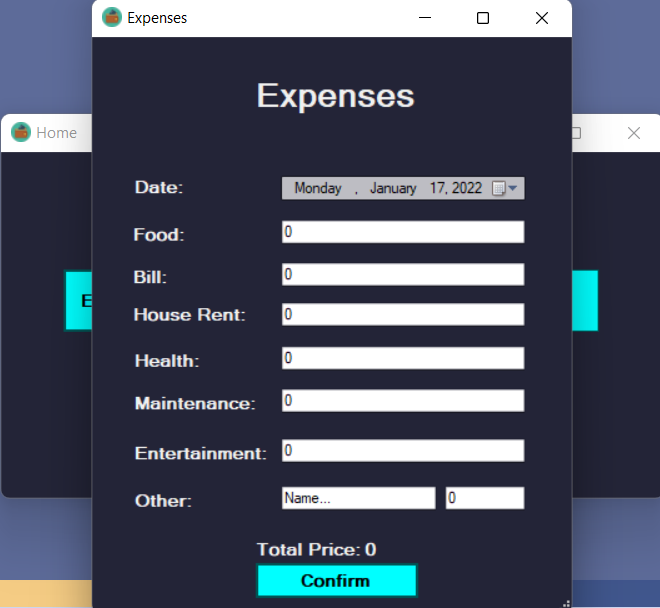 Expenses
Home
Expenses
Date: Monday , January 17, 2022
Food: 0
Bill: 0
House Rent: 0
Health: 0
Maintenance: 0
Entertainment: 0
Other: Name... 0
Total Price: 0
Confirm